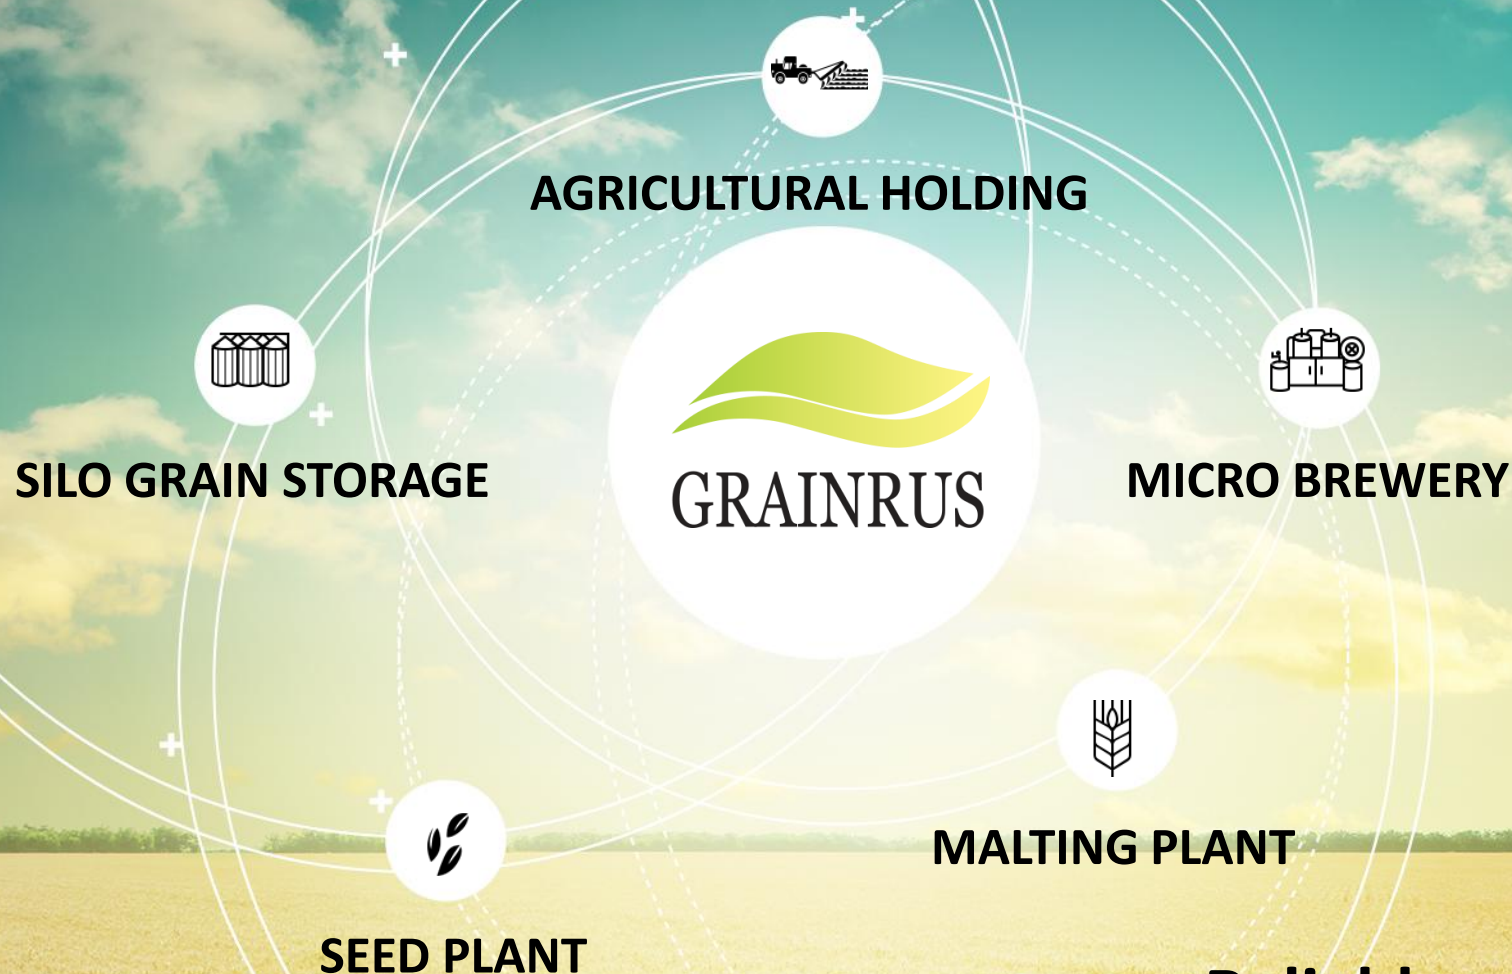 AGRICULTURAL HOLDING
SILO GRAIN STORAGE
GRAINRUS
MICRO BREWERY
MALTING PLANT
SEED PLANT